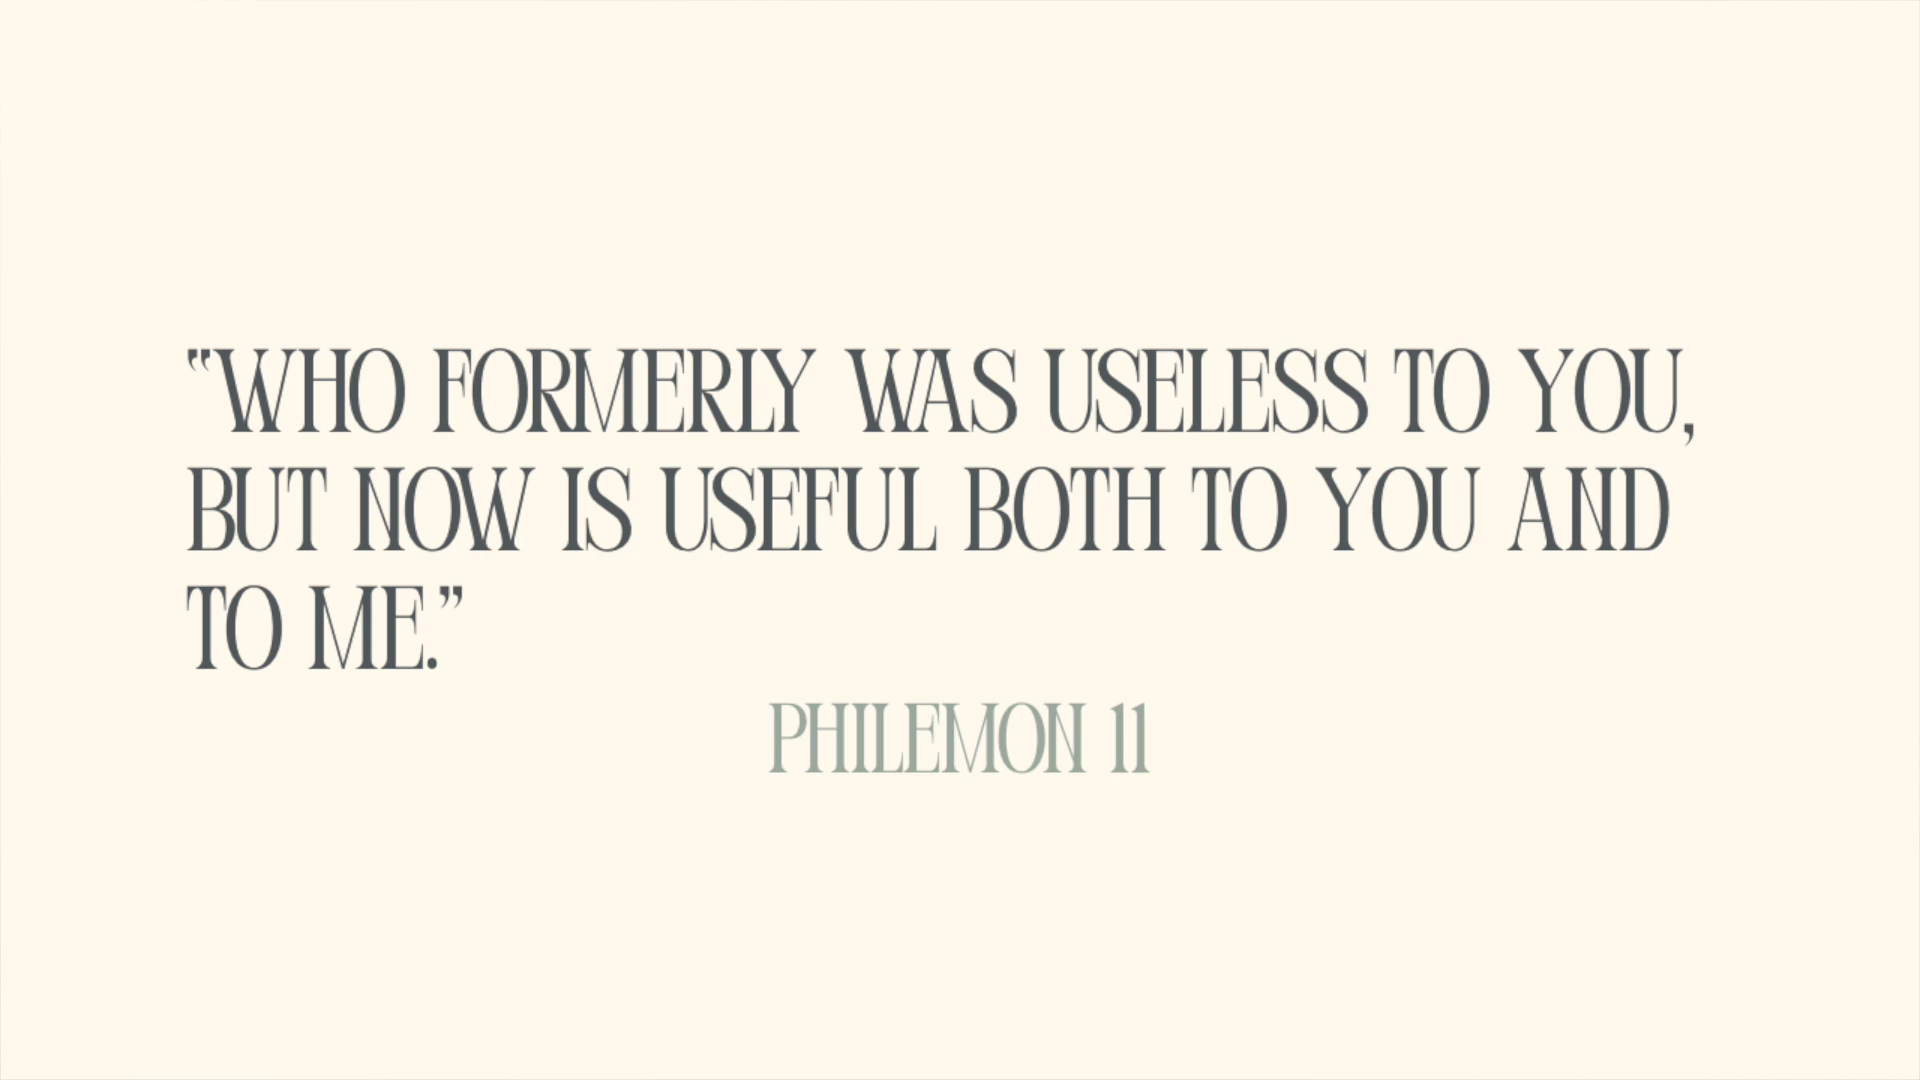 “WHO FORMERLY WAS USELESS TO YOU,
BUT NOW IS USEFUL BOTH TO YOU AND
TO ME.”
PHILEMON 11